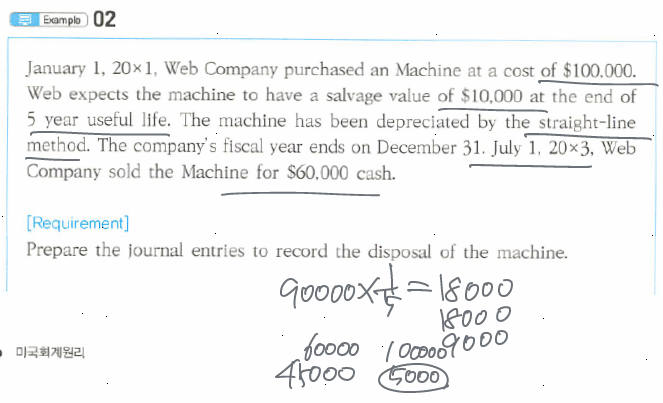 Example 02
January 1, 20×1, Web Company purchased an Machine at a cost of $100,000.
Web expects the machine to have a salvage value of $10,000 at the end of
5 year useful life. The machine has been depreciated by the straight-line
method. The company's fiscal year ends on December 31. July 1, 20×3, Web
Company sold the Machine for $60,000 cash.
[Requirement]
Prepare the journal entries to record the disposal of the machine.
90000×1/5=18000
18000
9000
미국회계원리
60000 100000
45000 5000